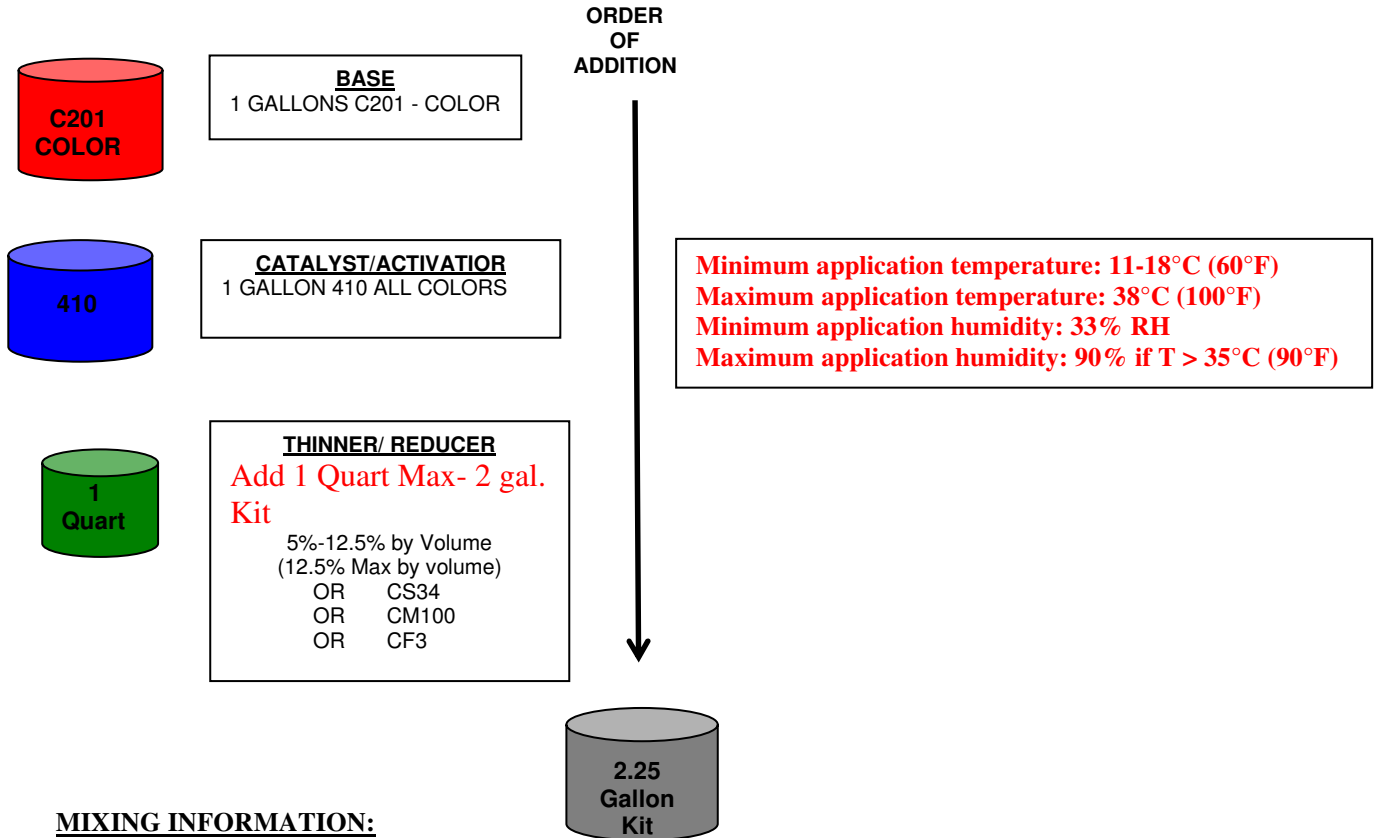 ORDER
OF
ADDITION
C201
COLOR
BASE
1 GALLONS C201 - COLOR
410
CATALYST/ACTIVATIOR
1 GALLON 410 ALL COLORS
Minimum application temperature: 11-18°C (60°F)
Maximum application temperature: 38°C (100°F)
Minimum application humidity: 33% RH
Maximum application humidity: 90% if T > 35°C (90°F)
1
Quart
THINNER/ REDUCER
Add 1 Quart Max- 2 gal.
Kit
5%-12.5% by Volume
(12.5% Max by volume)
OR CS34
OR CM100
OR CF3
2.25
Gallon
Kit
MIXING INFORMATION: